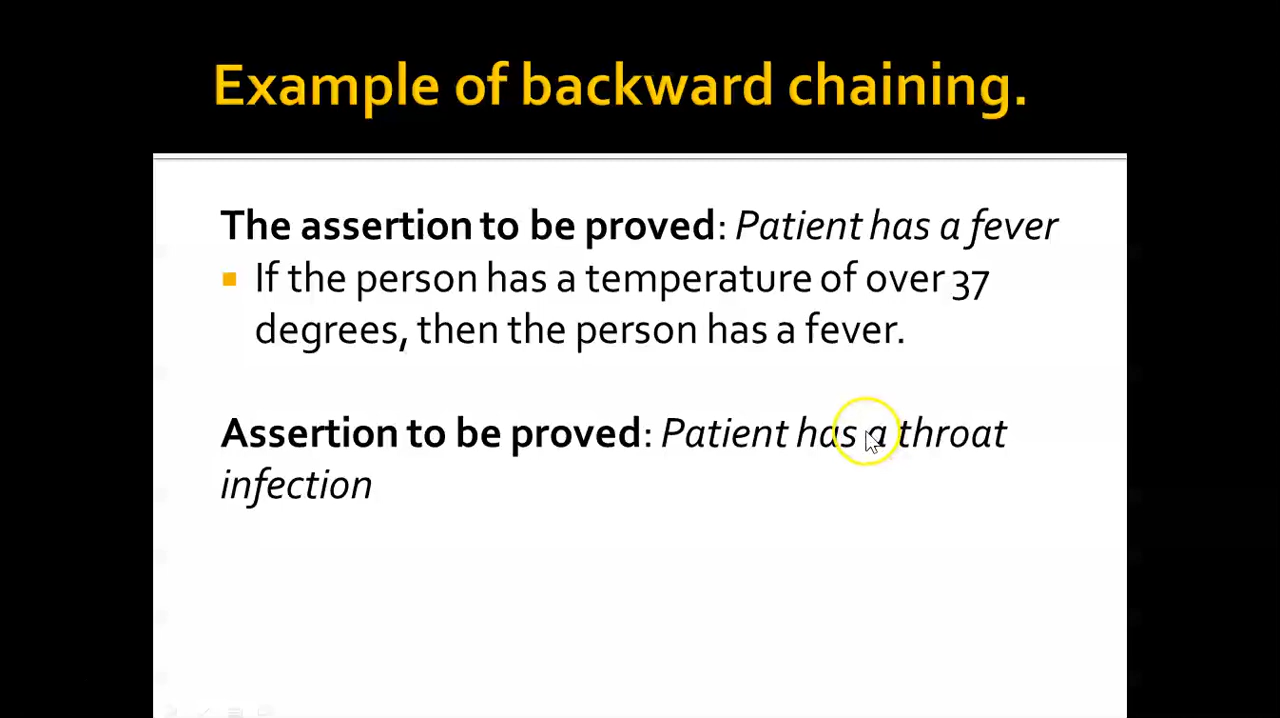 Example of backward chaining.
The assertion to be proved: Patient has a fever
If the person has a temperature of over 37
degrees, then the person has a fever.
Assertion to be proved: Patient has a throat
infection